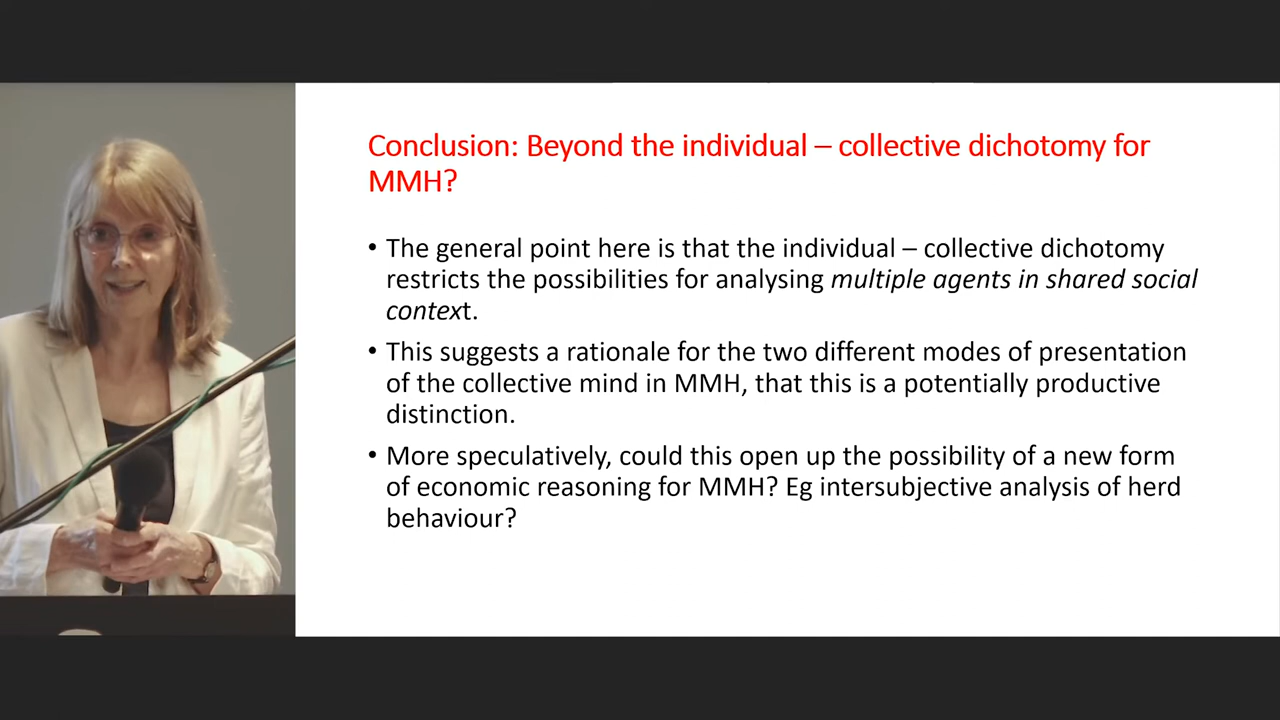 Conclusion: Beyond the individual – collective dichotomy for
MMH?
• The general point here is that the individual – collective dichotomy
restricts the possibilities for analysing multiple agents in shared social
context.
• This suggests a rationale for the two different modes of presentation
of the collective mind in MMH, that this is a potentially productive
distinction.
• More speculatively, could this open up the possibility of a new form
of economic reasoning for MMH? Eg intersubjective analysis of herd
behaviour?